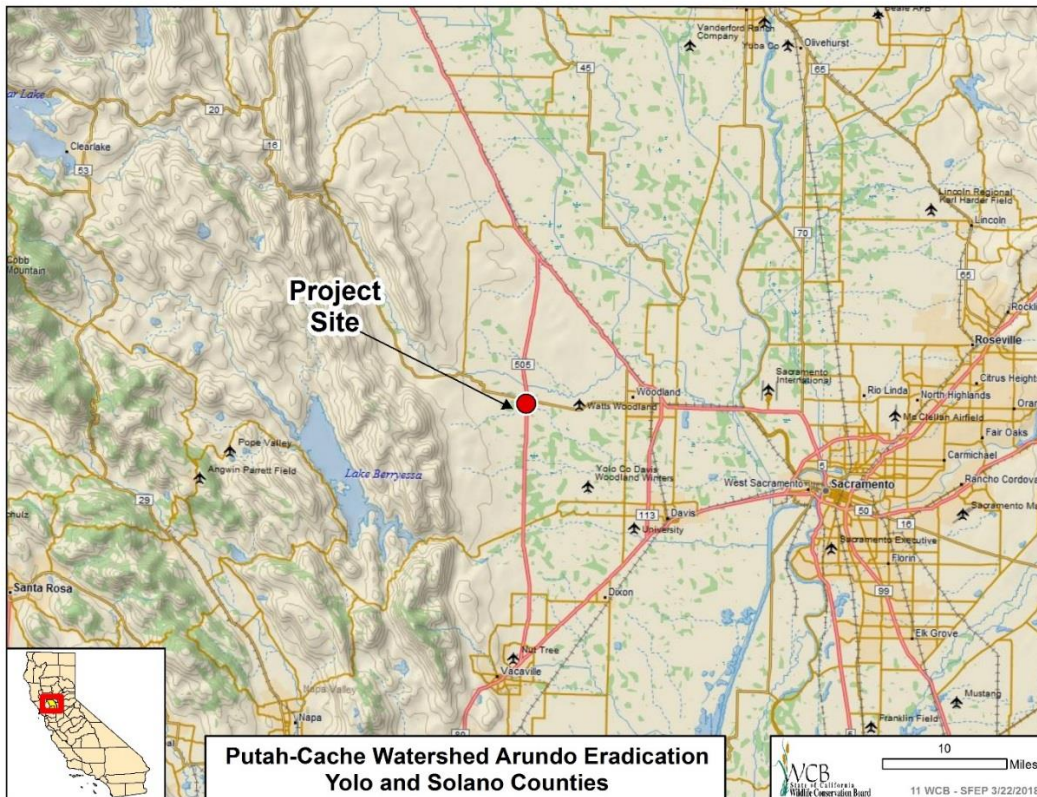 Beale AFB
Vanderford Ranch
Company
Yuba Co
Olivehurst
45
65
20
16
Clearlake
53
Lincoln Regional
Karl Harder Field
Lincoln
70
65
Cobb
Mountain
Project
Site
Roseville
505
Sacramento
International
Citrus Heights
Rio Linda
North Highlands
Woodland
Watts Woodland
Mc Clellan Airfield
Fair Oaks
Carmichael
Pope Valley
Angwin Parrett Field
Lake Berryessa
Yolo Co Davis
Woodland Winters
West Sacramento
5
Sacramento
Rancho Cordova
29
113
Davis
University
50
16
Sacramento Executive
Florin
Santa Rosa
Dixon
99
Elk Grove
Nut Tree
Vacaville
Napa Valley
Napa
80
Mustang
Franklin Field
Putah-Cache Watershed Arundo Eradication
Yolo and Solano Counties
10
Miles
WCB
State of California
Wildlife Conservation Board
11 WCB - SFEP 3/22/2018